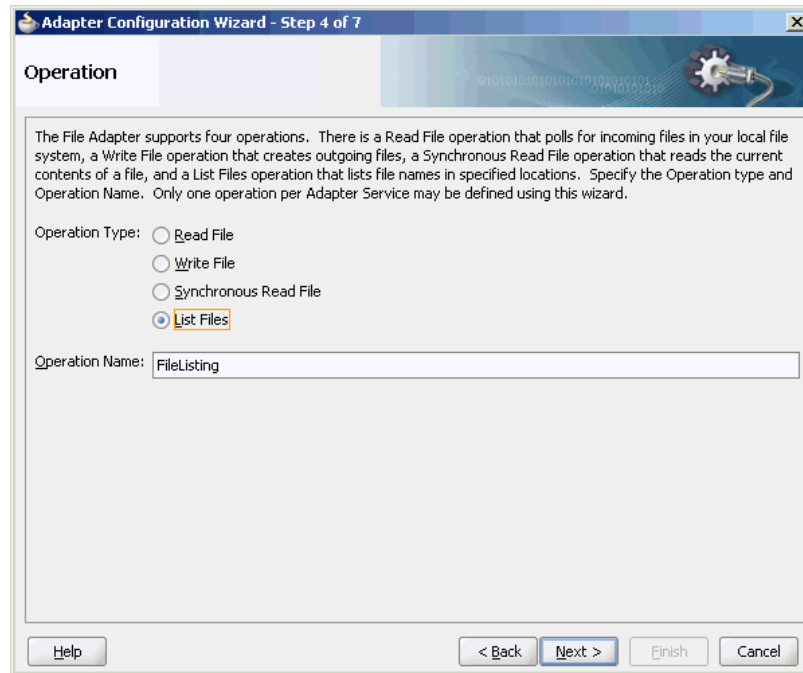 Adapter Configuration Wizard - Step 4 of 7
Operation
The File Adapter supports four operations. There is a Read File operation that polls for incoming files in your local file
system, a Write File operation that creates outgoing files, a Synchronous Read File operation that reads the current
contents of a file, and a List Files operation that lists file names in specified locations. Specify the Operation type and
Operation Name. Only one operation per Adapter Service may be defined using this wizard.
Operation Type: Read File
Write File
Synchronous Read File
List Files
Operation Name: FileListing
Help < Back Next > Finish Cancel